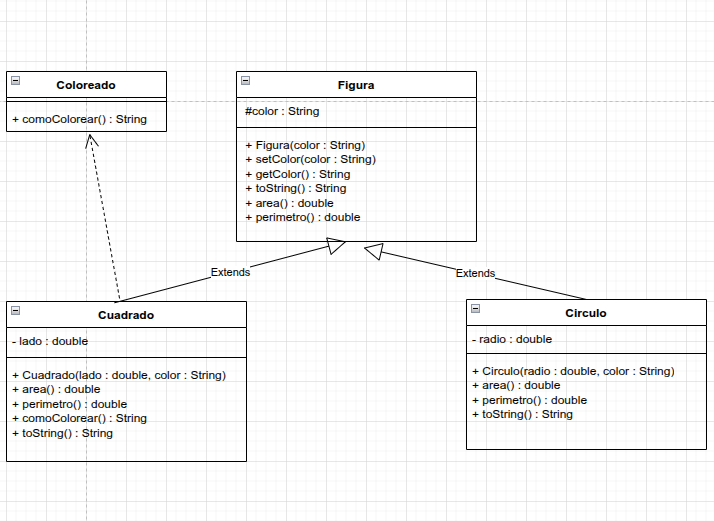 Coloreado
+ comoColorear() : String
Figura
#color : String
+ Figura(color : String)
+ setColor(color : String)
+ getColor() : String
+ toString() : String
+ area() : double
+ perimetro() : double
Extends
Extends
Cuadrado
- lado : double
+ Cuadrado(lado : double, color : String)
+ area() : double
+ perimetro() : double
+ comoColorear() : String
+ toString() : String
Circulo
- radio : double
+ Circulo(radio : double, color : String)
+ area() : double
+ perimetro() : double
+ toString() : String